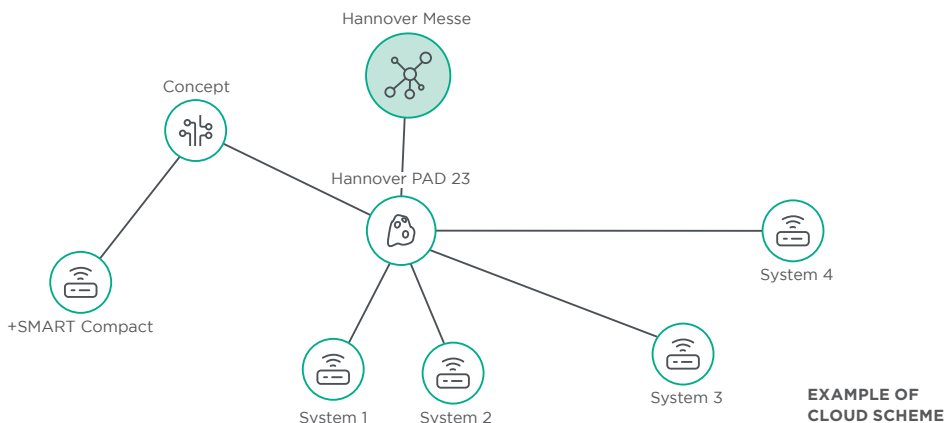 Hannover Messe
Concept
Hannover PAD 23
System 4
+SMART Compact
System 3
System 1
System 2
EXAMPLE OF
CLOUD SCHEME